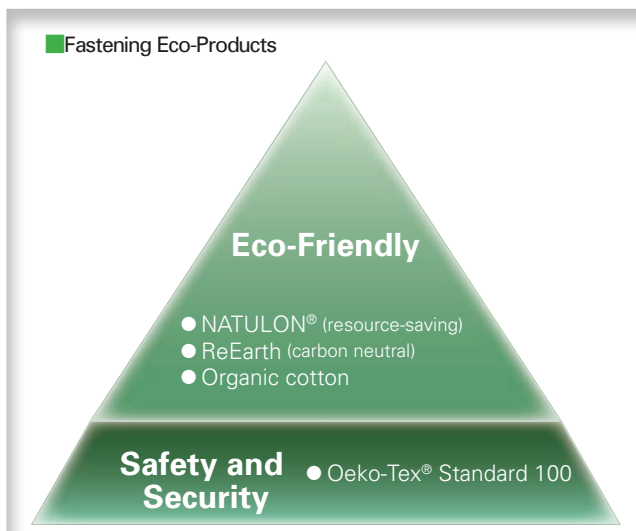 Fastening Eco-Products
Eco-Friendly
● NATULON® (resource-saving)
● ReEarth (carbon neutral)
● Organic cotton
Safety and
Security
● Oeko-Tex® Standard 100